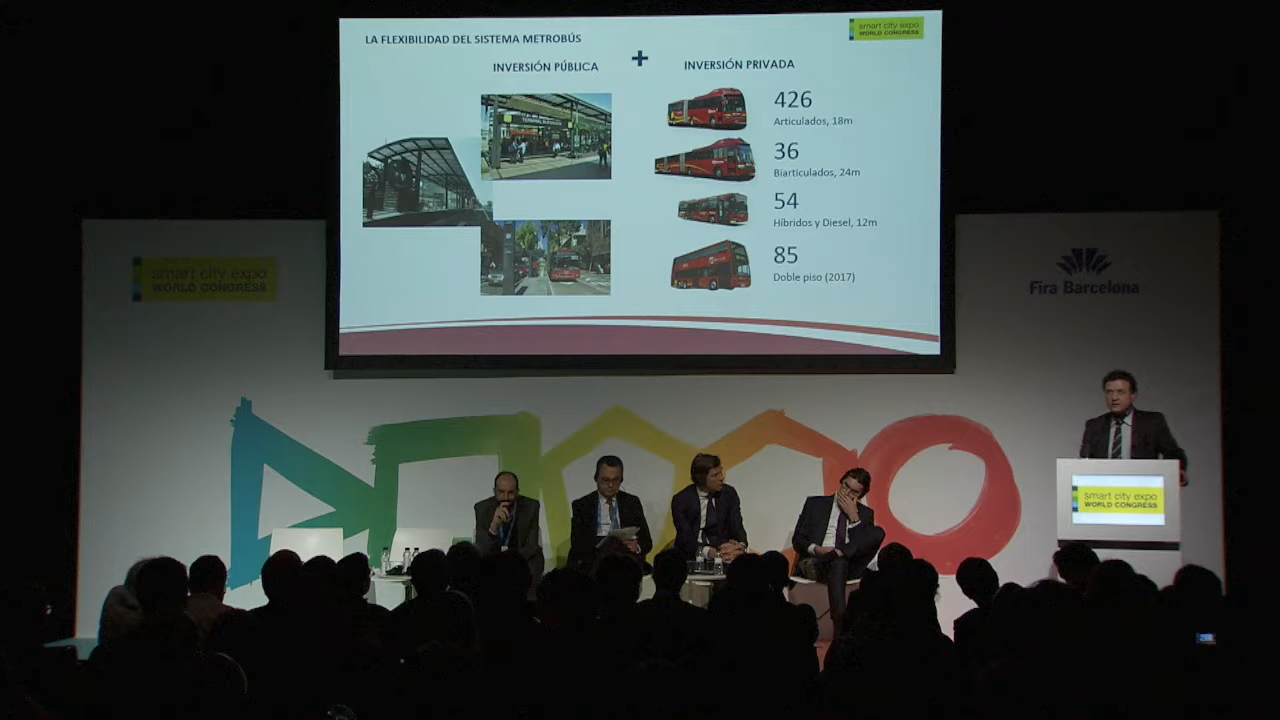 LA FLEXIBILIDAD DEL SISTEMA METROBÚS
smart city expo
WORLD CONGRESS
INVERSIÓN PÚBLICA
+
INVERSIÓN PRIVADA
426
Articulados, 18m
36
Biarticulados, 24m
54
Híbridos y Diesel, 12m
85
Doble piso (2017)
smart city expo
WORLD CONGRESS
Fira Barcelona
smart city expo
WORLD CONGRESS